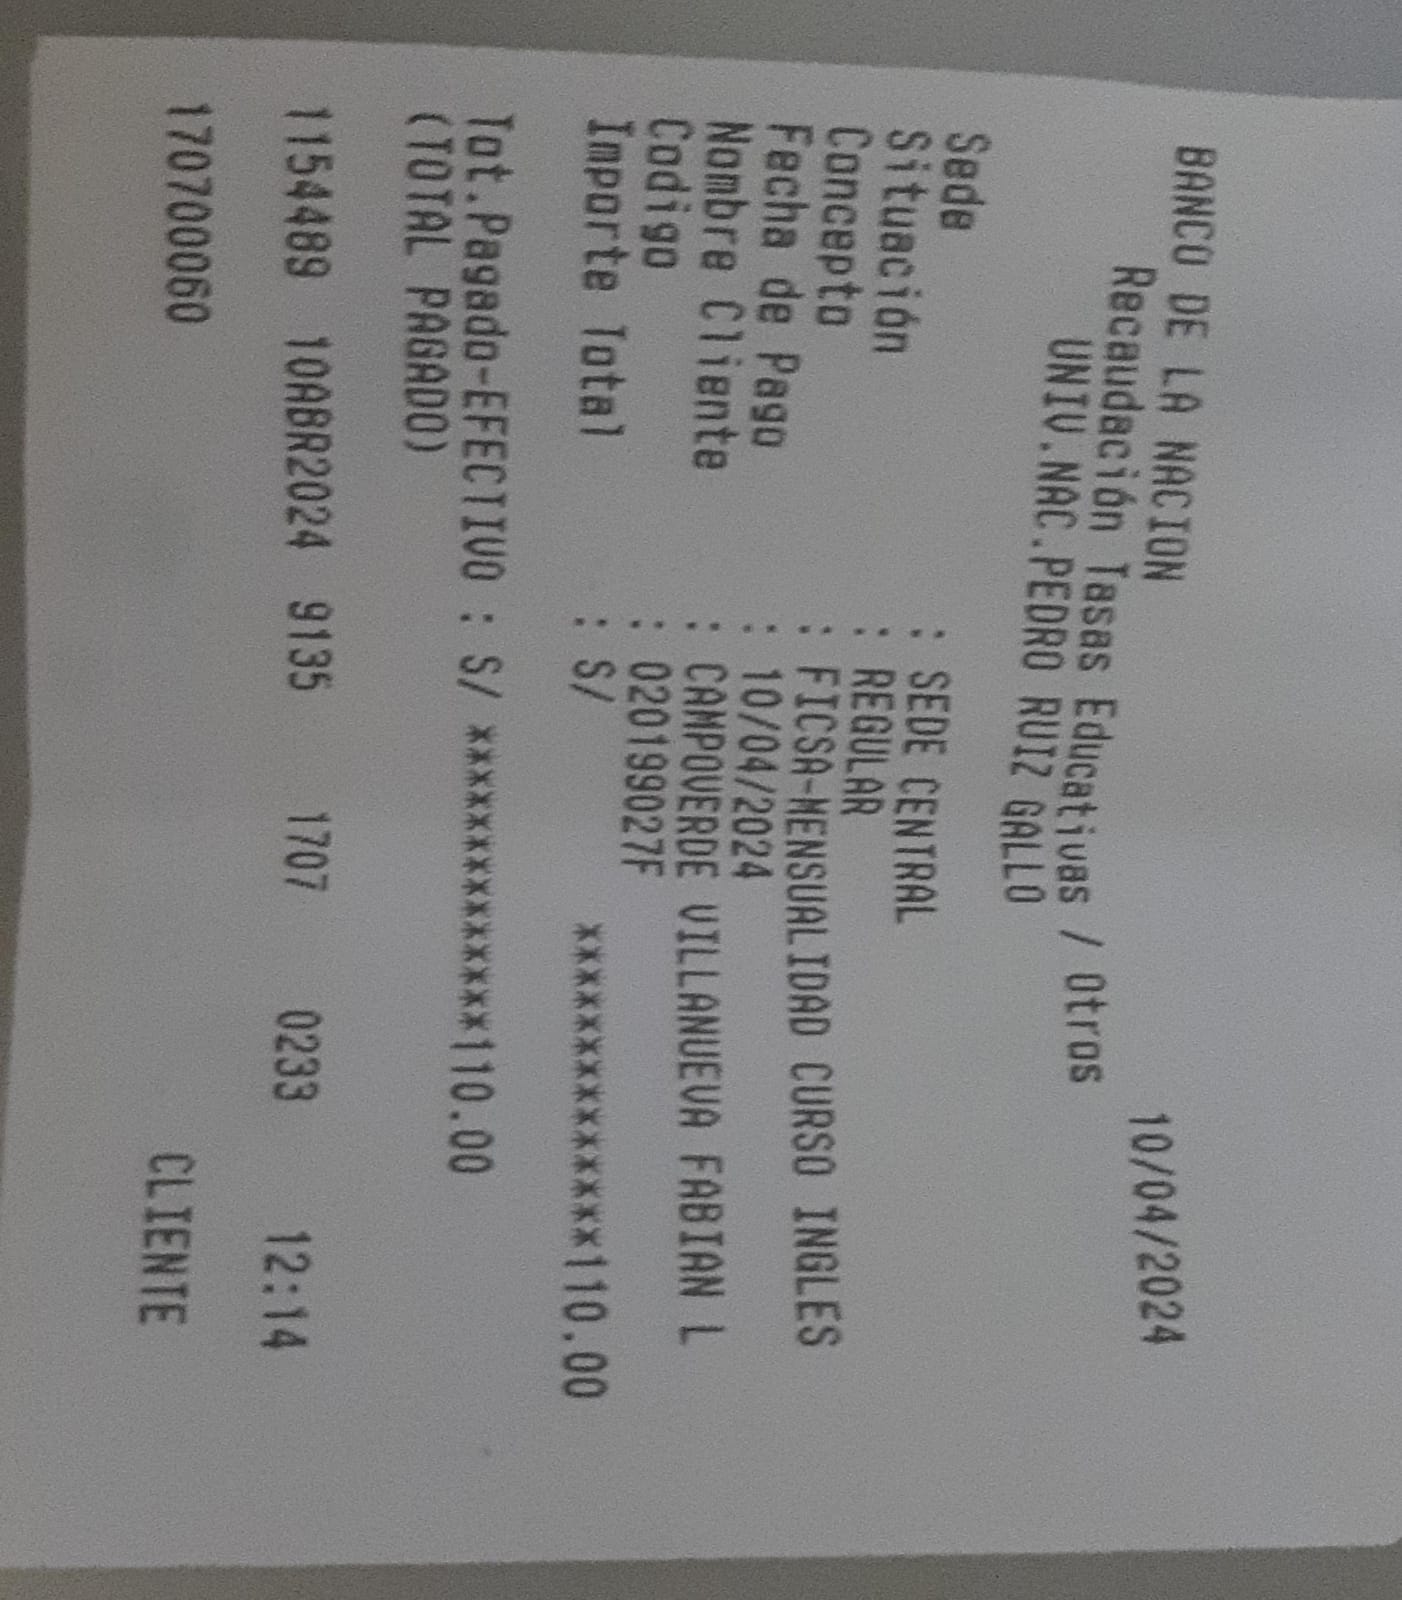 BANCO DE LA NACION 10/04/2024
Recaudación Tasas Educativas / Otros
UNIV.NAC.PEDRO RUIZ GALLO
Sede : SEDE CENTRAL
Situación : REGULAR
Concepto : FICSA-MENSUALIDAD CURSO INGLES
Fecha de Pago : 10/04/2024
Nombre Cliente : CAMPOVERDE VILLANUEVA FABIAN L
Codigo :020199027F
Importe Total : S/ *****************110.00
Tot.Pagado-EFECTIVO : S/ *****************110.00
(TOTAL PAGADO)
1154489 10ABR2024 9135 1707 0233 12:14
170700060 CLIENTE